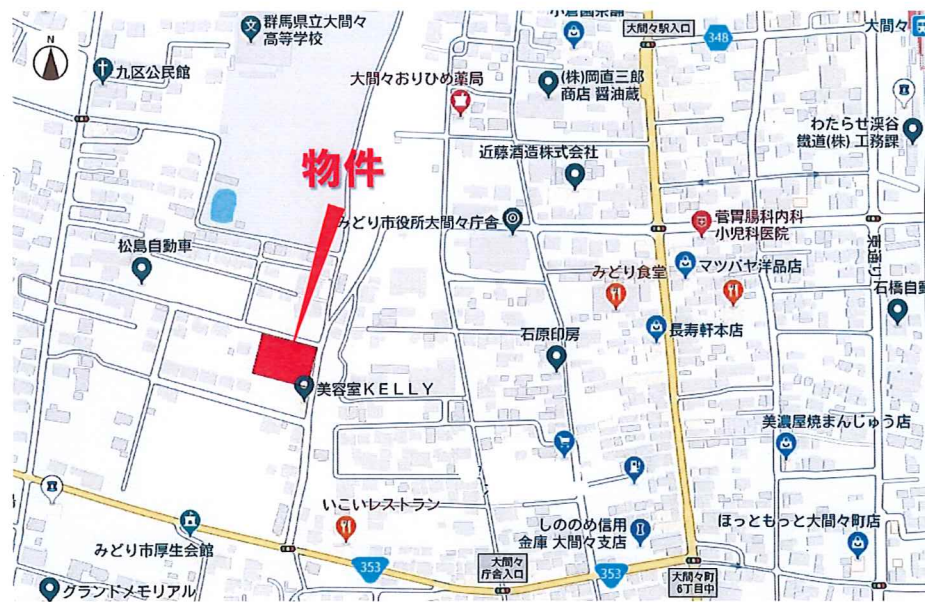 小倉国茶舗
大間々駅入口
348
大間々
群馬県立大間々
高等学校
N
九区公民館
大間々おりひめ薬局
(株)岡直三郎
商店 醤油蔵
わたらせ渓谷
鐵道(株) 工務課
近藤酒造株式会社
物件
みどり市役所大間々庁舎
菅胃腸科内科
小児科医院
松島自動車
みどり食堂
マツバヤ洋品店
石橋自動
石原印房
長寿軒本店
美容室KELLY
美濃屋焼まんじゅう店
いこいレストラン
しののめ信用
金庫 大間々支店
ほっともっと大間々町店
みどり市厚生会館
353
大間々
庁舎入口
353
大間々町
6丁目中
グランドメモリアル